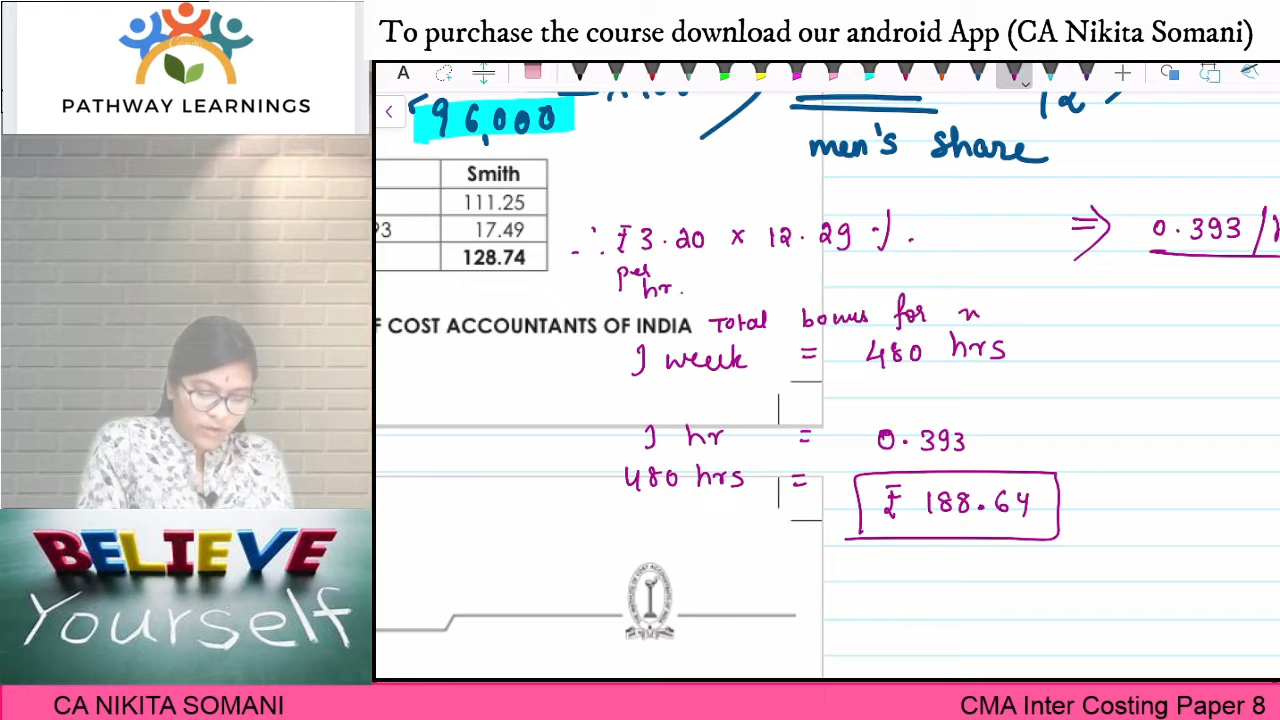 To purchase the course download our android App (CA Nikita Somani)
PATHWAY LEARNINGS
A
96,000
men's share
Smith
111.25
93 17.49
128.74
∴ ₹3.20 × 12.29 %. ⇒ 0.393 /
per
hr.
F COST ACCOUNTANTS OF INDIA
Total bonus for
1 week = 480 hrs
1 hr = 0.393
480 hrs =
₹ 188.64
BELIEVE
Yourself
CA NIKITA SOMANI
CMA Inter Costing Paper 8